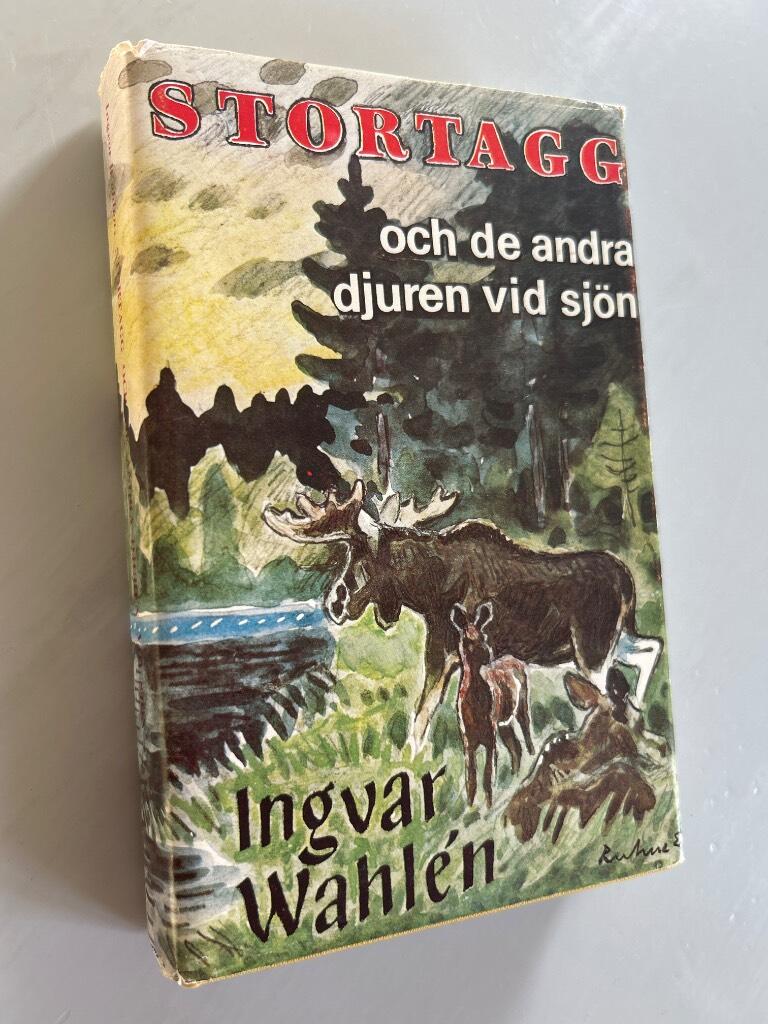 STORTAGG
och de andra
djuren vid sjön
Ingvar
Wahlén